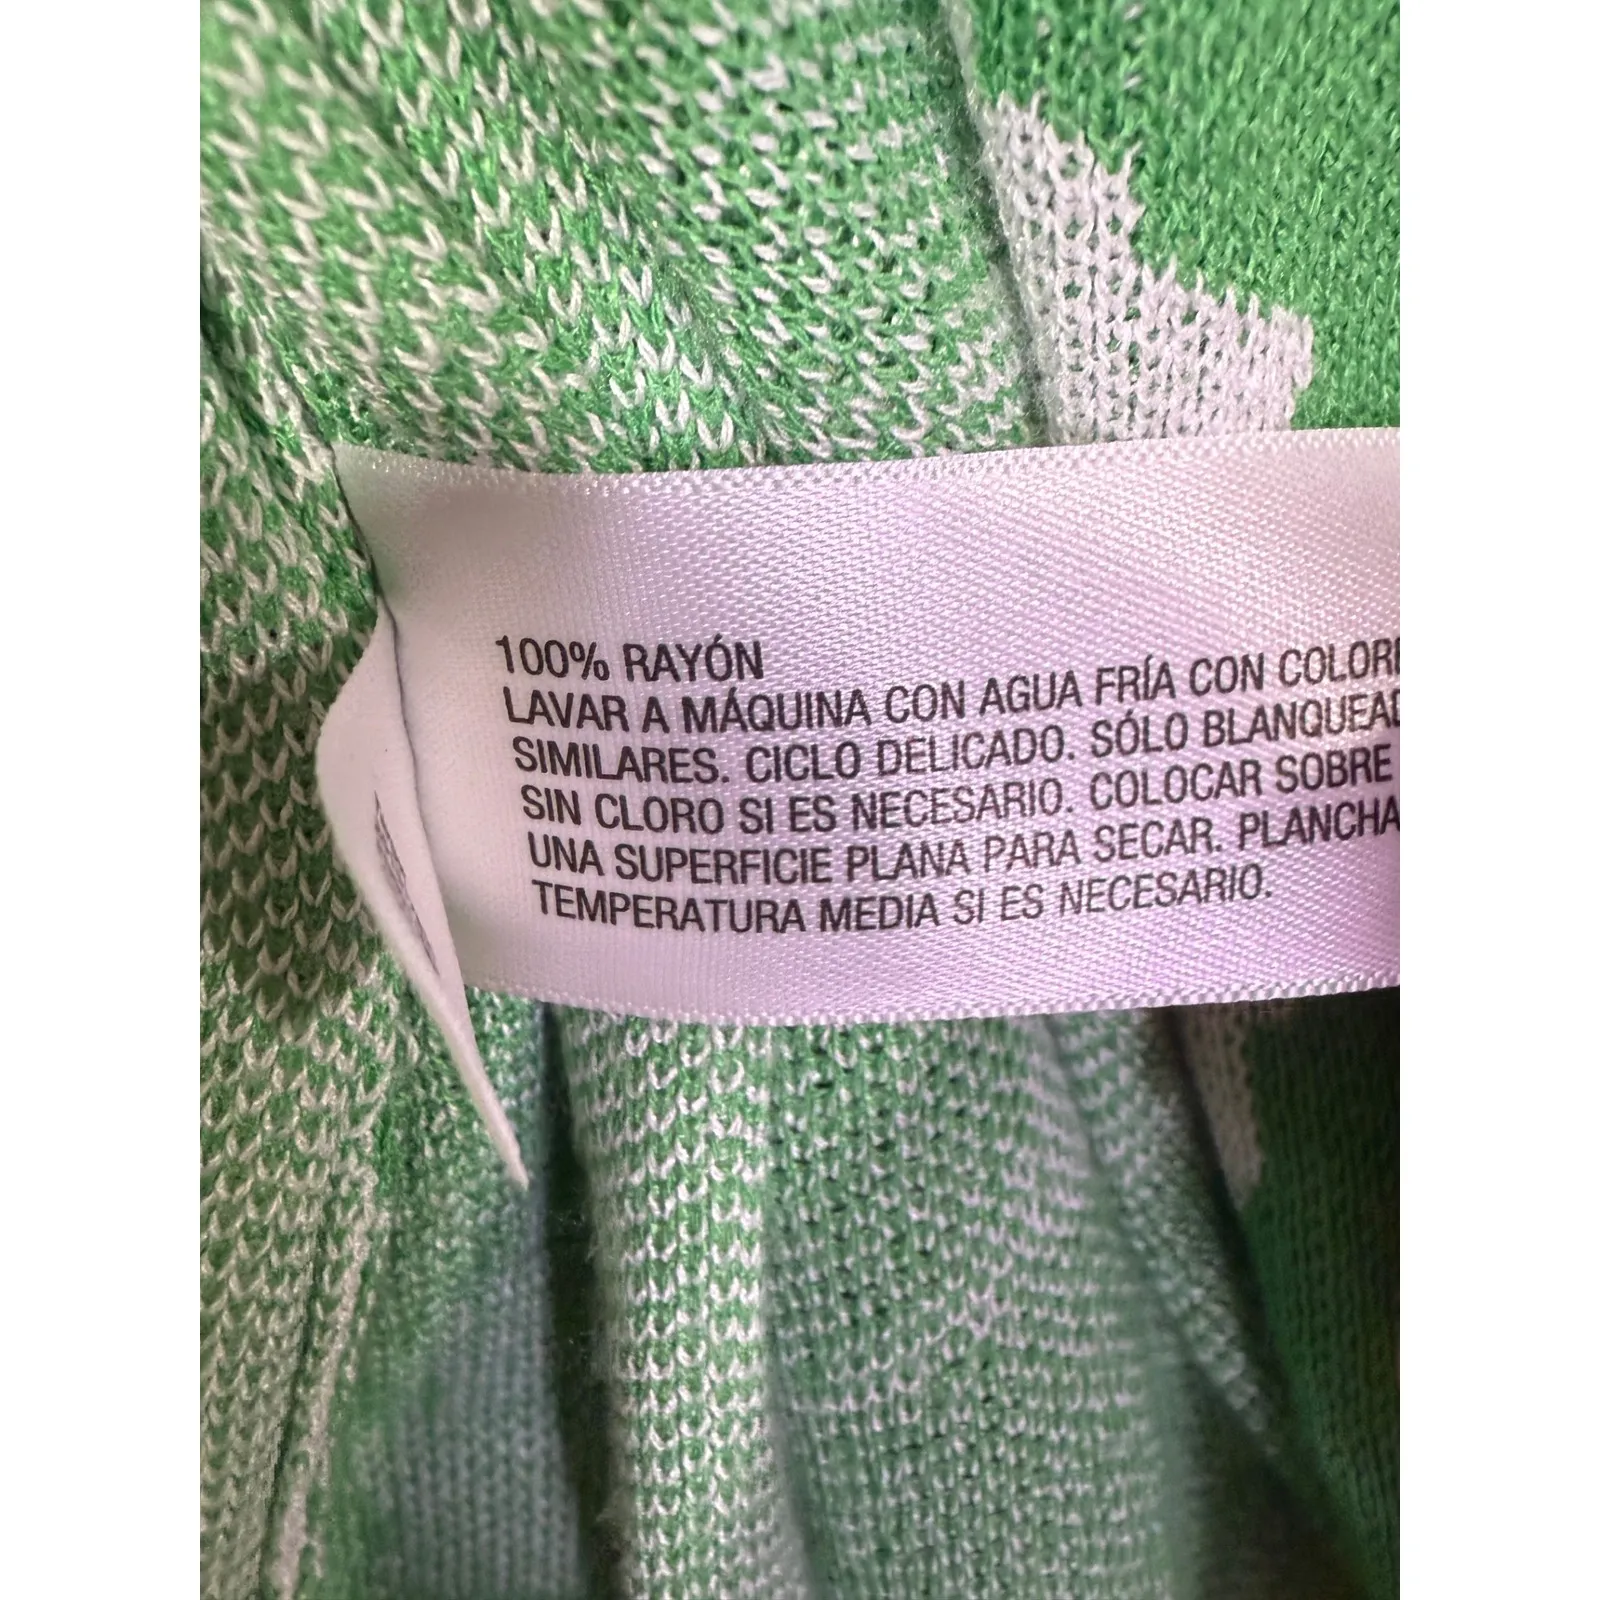 100% RAYÓN
LAVAR A MÁQUINA CON AGUA FRÍA CON COLOR
SIMILARES. CICLO DELICADO. SÓLO BLANQUEAD
SIN CLORO SI ES NECESARIO. COLOCAR SOBRE
UNA SUPERFICIE PLANA PARA SECAR. PLANCHA
TEMPERATURA MEDIA SI ES NECESARIO.